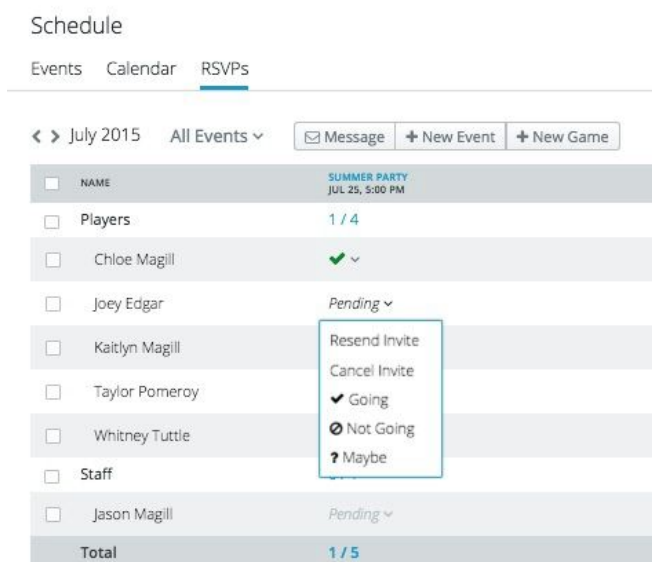 Schedule
Events Calendar RSVPs
July 2015 All Events Message + New Event + New Game
NAME SUMMER PARTY
JUL 25, 5:00 PM
Players 1 / 4
Chloe Magill
Joey Edgar Pending
Resend Invite
Kaitlyn Magill
Cancel Invite
Taylor Pomeroy
Going
Whitney Tuttle Not Going
? Maybe
Staff
Jason Magill Pending
Total 1 / 5